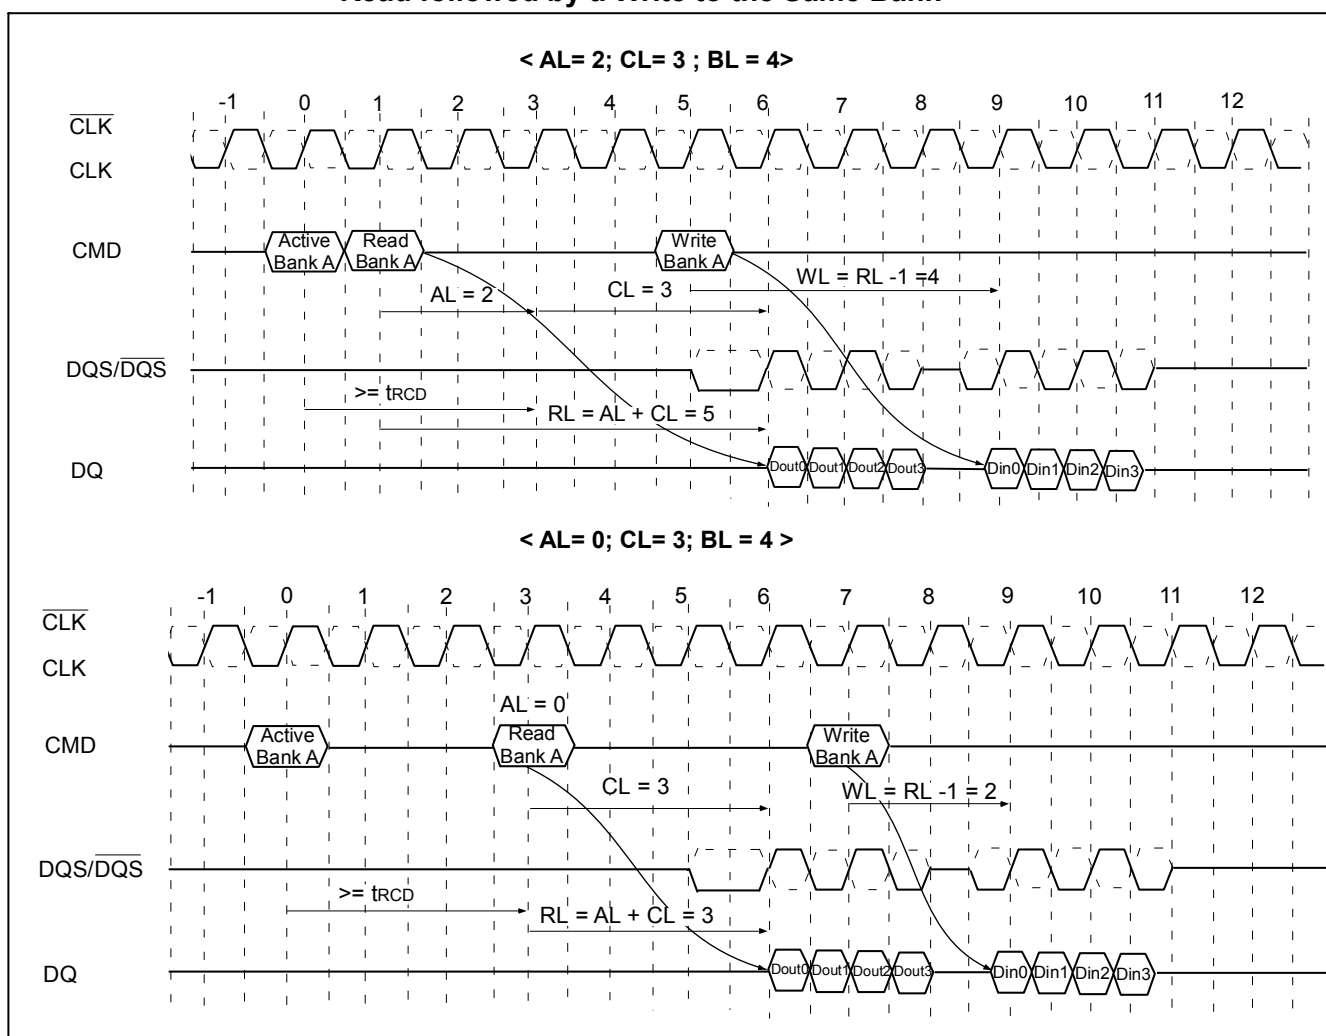 Read followed by a Write to the Same Bank
< AL= 2; CL= 3 ; BL = 4>
-1 0 1 2 3 4 5 6 7 8 9 10 11 12
CLK
CLK
CMD
Active
Bank A
Read
Bank A
Write
Bank A
AL = 2
CL = 3
WL = RL -1 =4
DQS/DQS
>= tRCD
RL = AL + CL = 5
DQ
Dout0 Dout1 Dout2 Dout3 Din0 Din1 Din2 Din3
< AL= 0; CL= 3; BL = 4 >
-1 0 1 2 3 4 5 6 7 8 9 10 11 12
CLK
CLK
AL = 0
CMD
Active
Bank A
Read
Bank A
Write
Bank A
CL = 3
WL = RL -1 = 2
DQS/DQS
>= tRCD
RL = AL + CL = 3
DQ
Dout0 Dout1 Dout2 Dout3 Din0 Din1 Din2 Din3